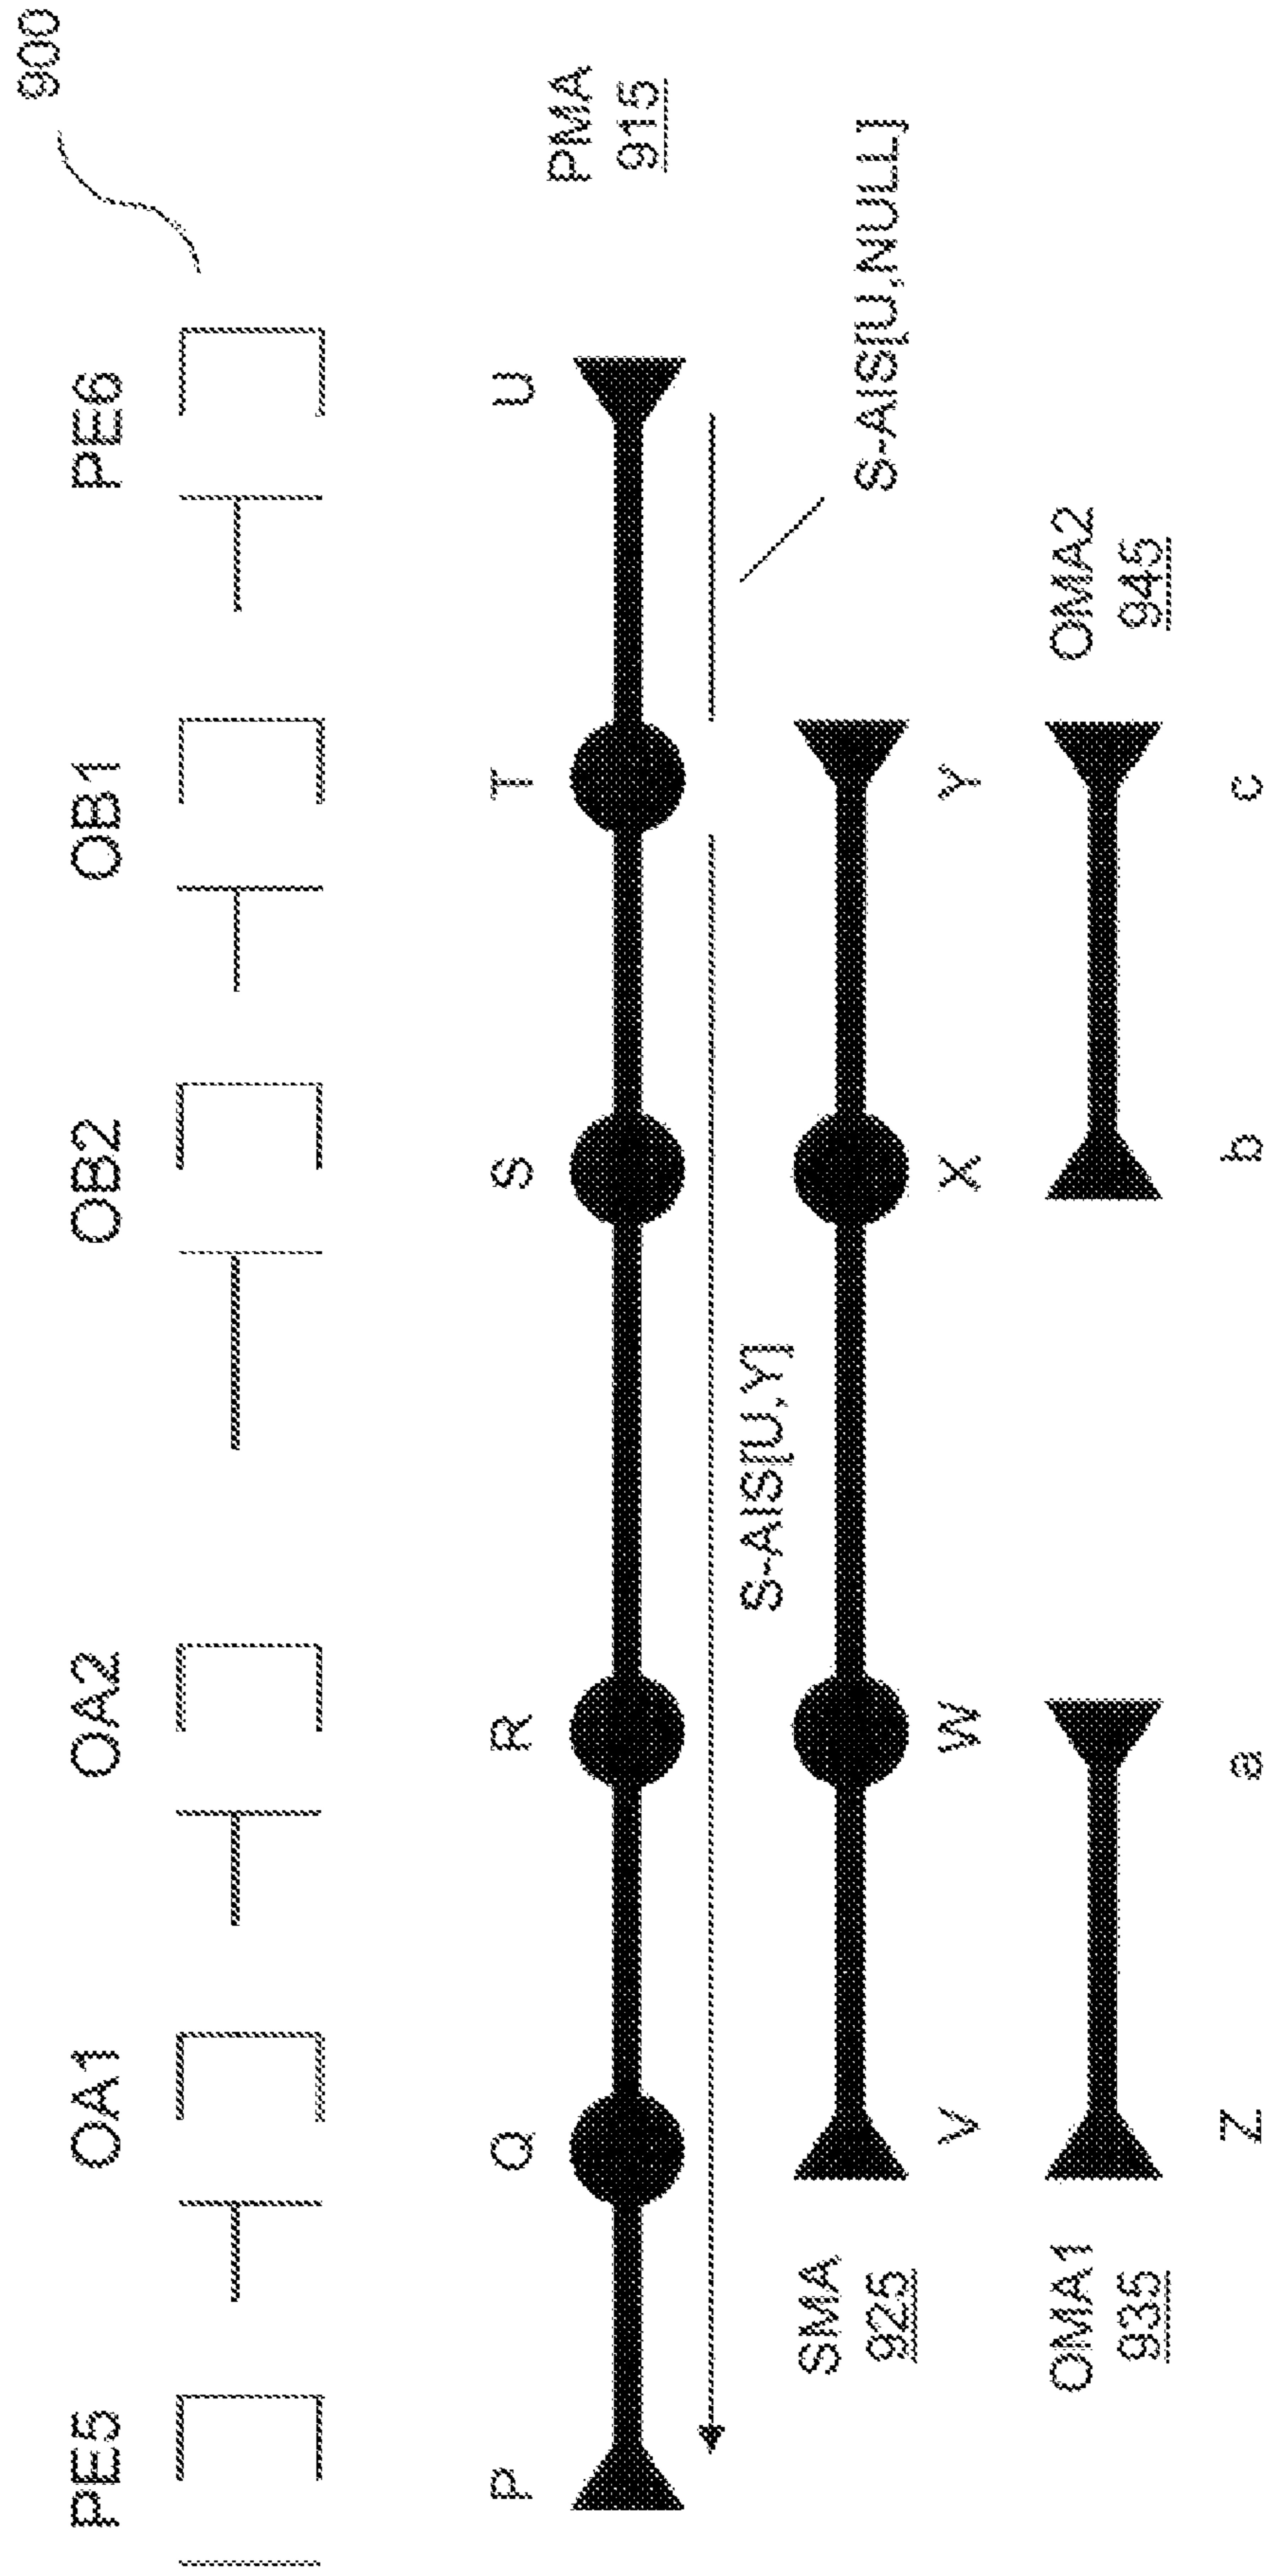 900
PE5 OA1 OA2 OB2 OB1 PE6
P Q R S T U
PMA
915
S-AIS[U,Y]
S-AIS[U,NULL]
SMA
925
V W X Y
OMA1
935
OMA2
945
Z a b c